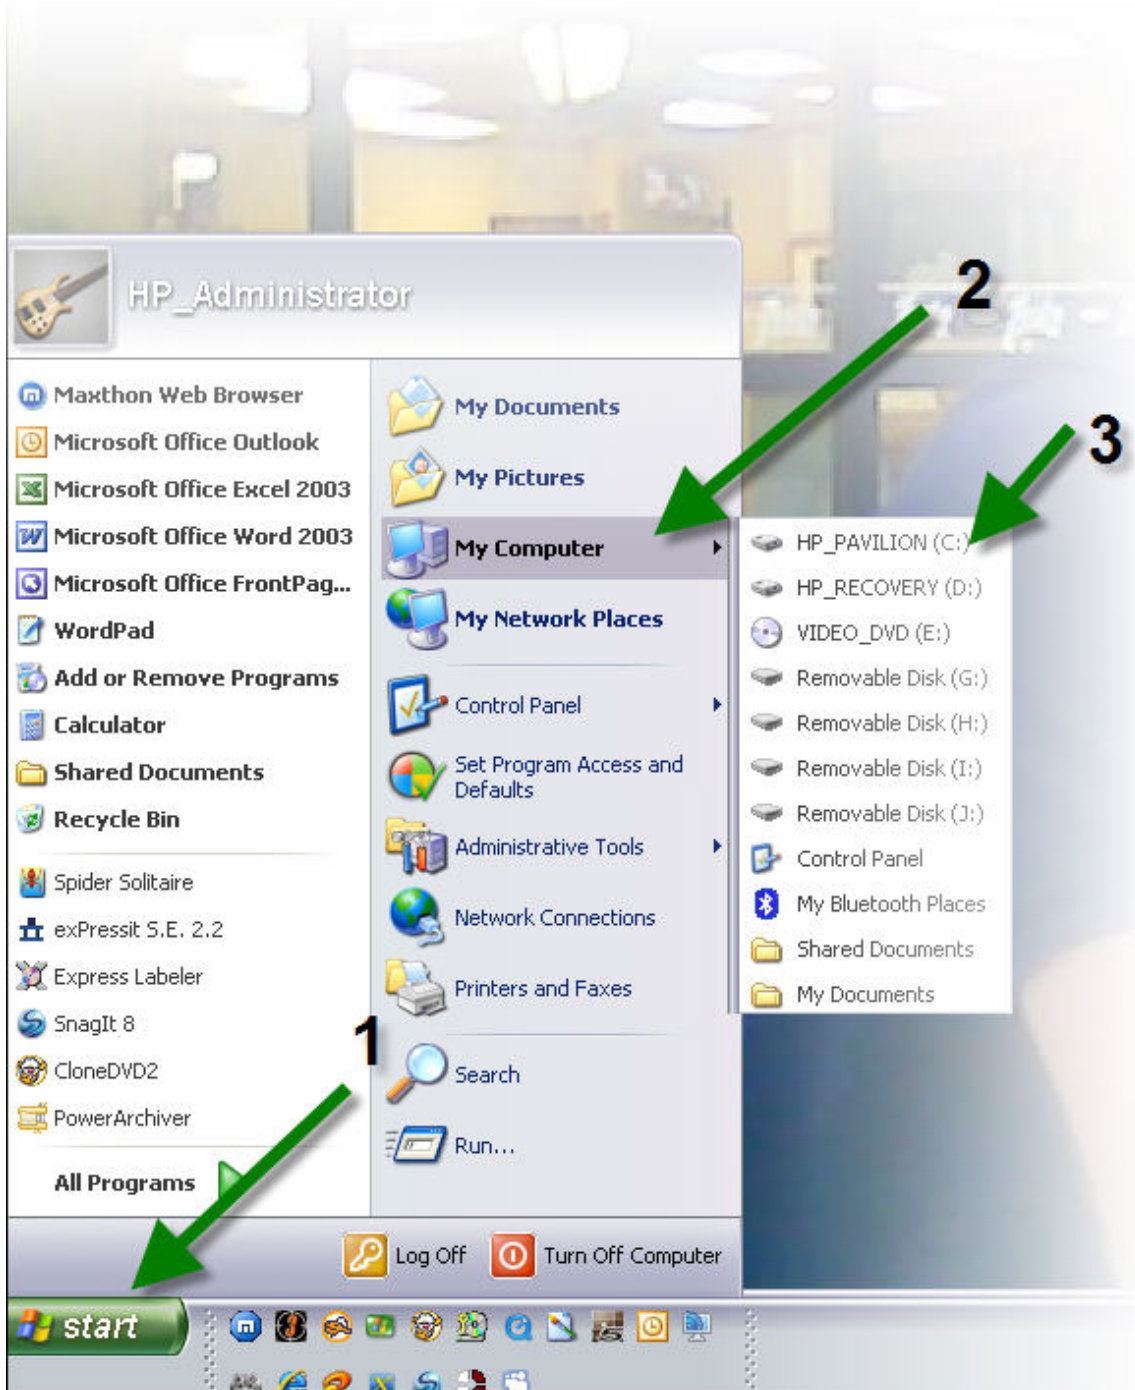 HP_Administrator
2
3
Maxthon Web Browser
Microsoft Office Outlook
Microsoft Office Excel 2003
Microsoft Office Word 2003
Microsoft Office FrontPag...
WordPad
Add or Remove Programs
Calculator
Shared Documents
Recycle Bin
Spider Solitaire
exPressit S.E. 2.2
Express Labeler
SnagIt 8
CloneDVD2
PowerArchiver
All Programs
My Documents
My Pictures
My Computer
My Network Places
Control Panel
Set Program Access and
Defaults
Administrative Tools
Network Connections
Printers and Faxes
1
Search
Run...
HP_PAVILION (C:)
HP_RECOVERY (D:)
VIDEO_DVD (E:)
Removable Disk (G:)
Removable Disk (H:)
Removable Disk (I:)
Removable Disk (J:)
Control Panel
My Bluetooth Places
Shared Documents
My Documents
Log Off
Turn Off Computer
start